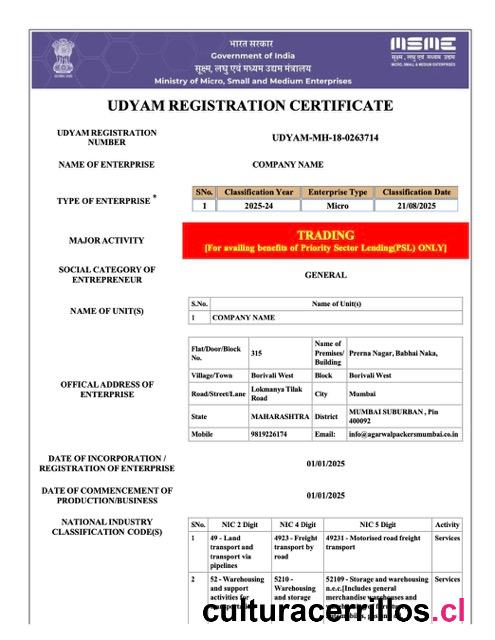 भारत सरकार
Government of India
सूक्ष्म, लघु एवं मध्यम उद्यम मंत्रालय
Ministry of Micro, Small and Medium Enterprises
MSME
सूक्ष्म, लघु एवं मध्यम उद्यम
MICRO, SMALL & MEDIUM ENTERPRISES
UDYAM REGISTRATION CERTIFICATE
UDYAM REGISTRATION NUMBER UDYAM-MH-18-0263714
NAME OF ENTERPRISE COMPANY NAME
TYPE OF ENTERPRISE *
SNo. Classification Year Enterprise Type Classification Date
1 2025-24 Micro 21/08/2025
MAJOR ACTIVITY
TRADING
[For availing benefits of Priority Sector Lending(PSL) ONLY]
SOCIAL CATEGORY OF ENTREPRENEUR GENERAL
NAME OF UNIT(S)
S.No. Name of Unit(s)
1 COMPANY NAME
OFFICAL ADDRESS OF ENTERPRISE
Flat/Door/Block No. 315 Name of Premises/ Building Prerna Nagar, Babhai Naka,
Village/Town Borivali West Block Borivali West
Road/Street/Lane Lokmanya Tilak Road City Mumbai
State MAHARASHTRA District MUMBAI SUBURBAN , Pin 400092
Mobile 9819226174 Email: info@agarwalpackersmumbai.co.in
DATE OF INCORPORATION / REGISTRATION OF ENTERPRISE 01/01/2025
DATE OF COMMENCEMENT OF PRODUCTION/BUSINESS 01/01/2025
NATIONAL INDUSTRY CLASSIFICATION CODE(S)
SNo. NIC 2 Digit NIC 4 Digit NIC 5 Digit Activity
1 49 - Land transport and transport via pipelines 4923 - Freight transport by road 49231 - Motorised road freight transport Services
2 52 - Warehousing and support activities for 5210 - Warehousing and storage 52109 - Storage and warehousing n.e.c.[Includes general merchandise warehouses and Services
culturacerrillos.cl